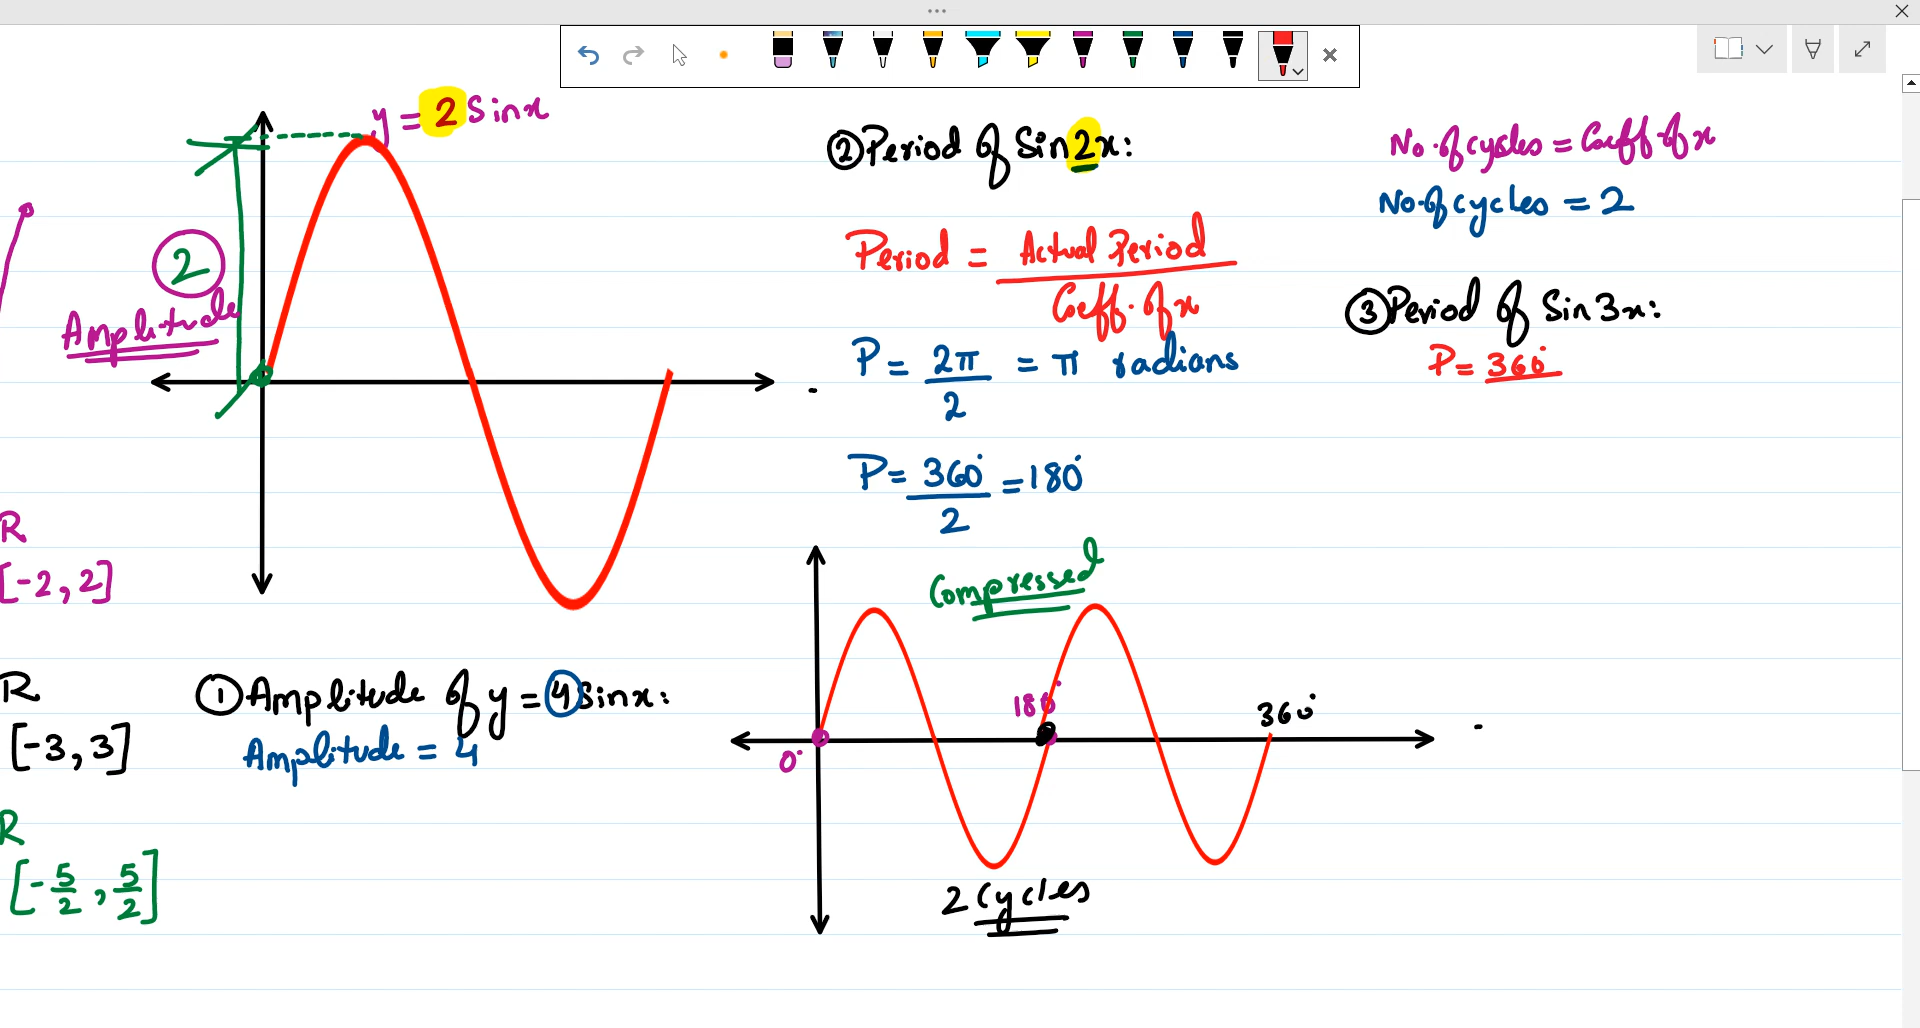 y = 2 Sinx
2
Amplitude
R
[-2, 2]
R
[-3, 3]
R
[-5/2, 5/2]
① Amplitude of y = 4 Sinx:
Amplitude = 4
② Period of Sin2x:
Period = Actual Period / Coeff. of x
P = 2π/2 = π radians
P = 360°/2 = 180°
Compressed
180°
360°
0°
2 Cycles
No. of cycles = Coeff. of x
No. of cycles = 2
③ Period of Sin3x:
P = 360°